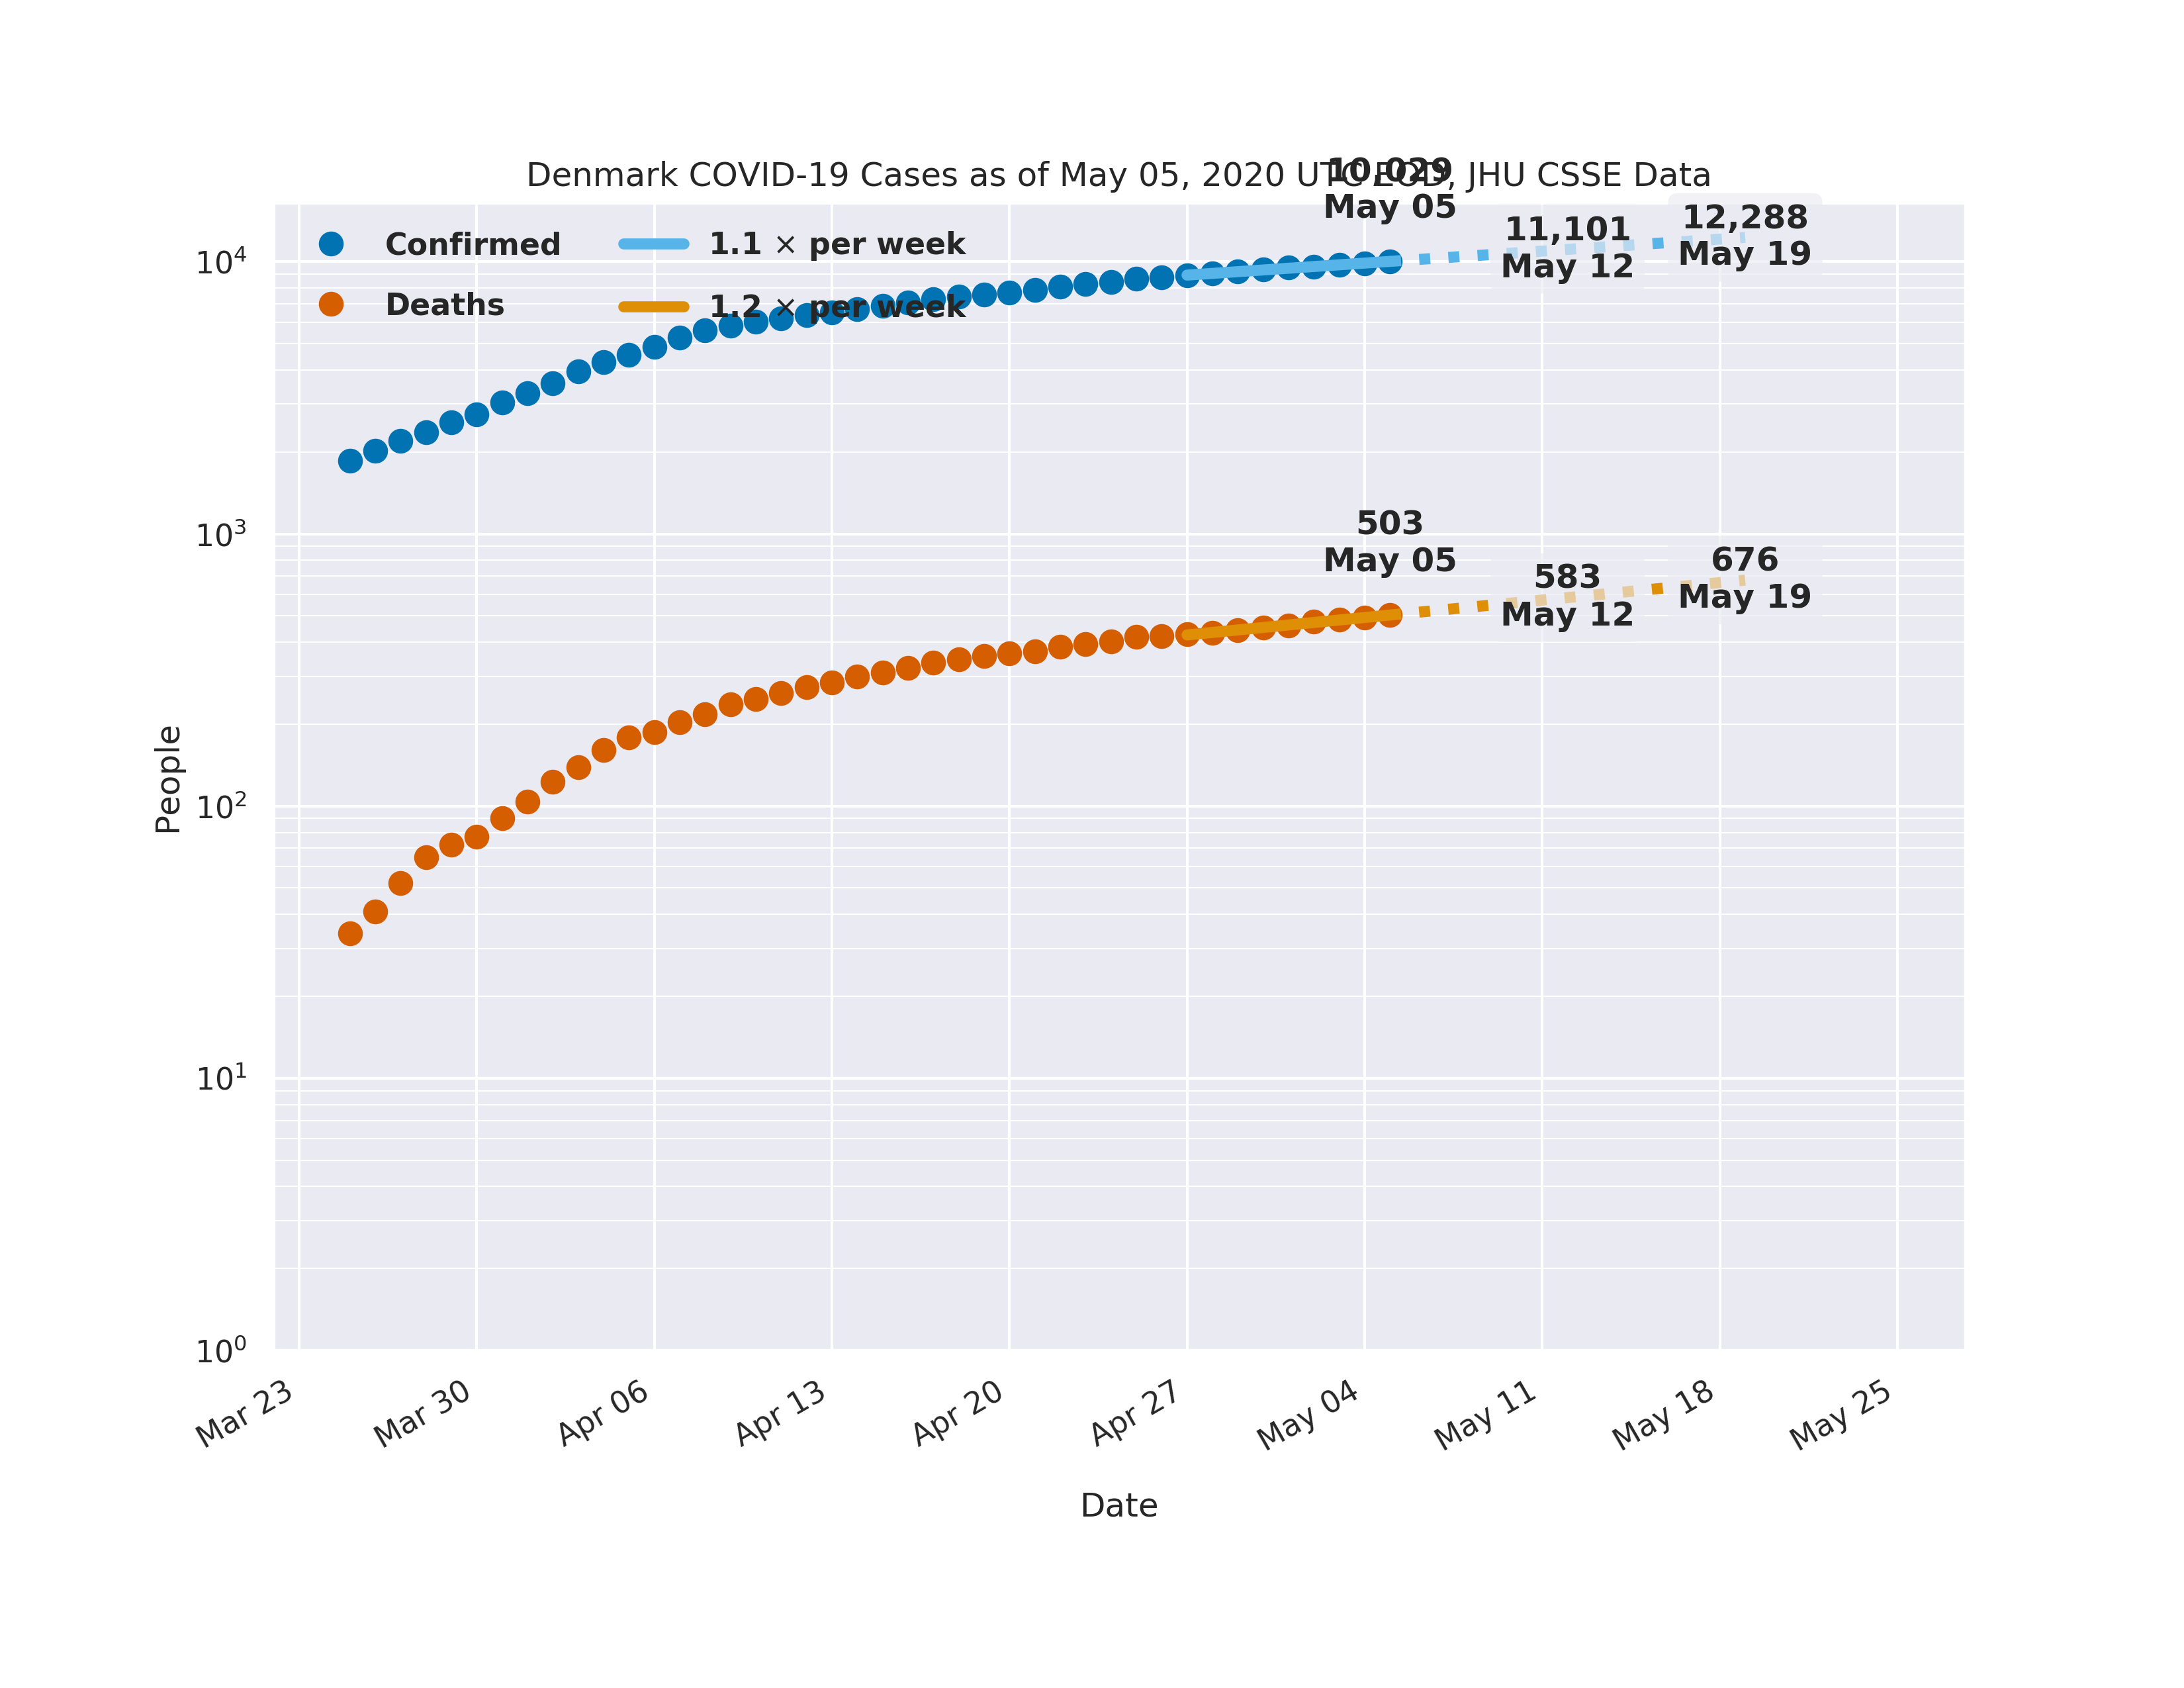 Denmark COVID-19 Cases as of May 05, 2020 UTC EOD, JHU CSSE Data
10,029
May 05
11,101
May 12
12,288
May 19
Confirmed
Deaths
1.1 × per week
1.2 × per week
503
May 05
583
May 12
676
May 19
People
10⁴
10³
10²
10¹
10⁰
Mar 23
Mar 30
Apr 06
Apr 13
Apr 20
Apr 27
May 04
May 11
May 18
May 25
Date